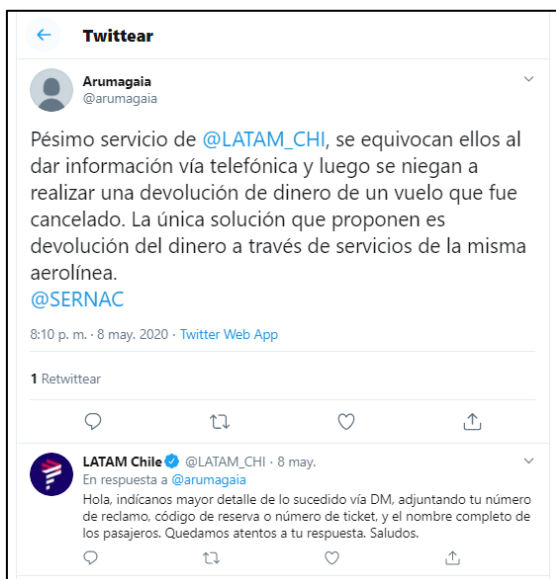 Twittear
Arumagaia
@arumagaia
Pésimo servicio de @LATAM_CHI, se equivocan ellos al
dar información vía telefónica y luego se niegan a
realizar una devolución de dinero de un vuelo que fue
cancelado. La única solución que proponen es
devolución del dinero a través de servicios de la misma
aerolínea.
@SERNAC
8:10 p. m. · 8 may. 2020 · Twitter Web App
1 Retwittear
LATAM Chile @LATAM_CHI · 8 may.
En respuesta a @arumagaia
Hola, indícanos mayor detalle de lo sucedido vía DM, adjuntando tu número
de reclamo, código de reserva o número de ticket, y el nombre completo de
los pasajeros. Quedamos atentos a tu respuesta. Saludos.